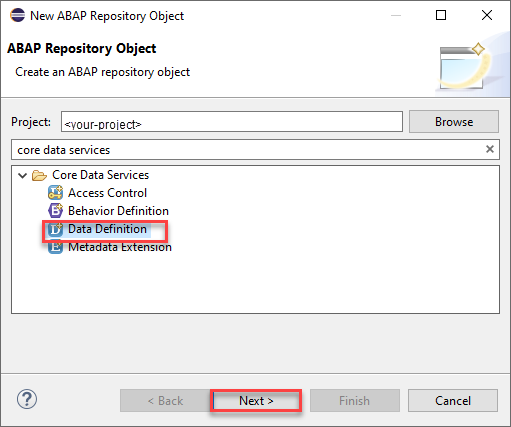 New ABAP Repository Object
ABAP Repository Object
Create an ABAP repository object
Project: <your-project> Browse
core data services
Core Data Services
Access Control
Behavior Definition
Data Definition
Metadata Extension
< Back Next > Finish Cancel